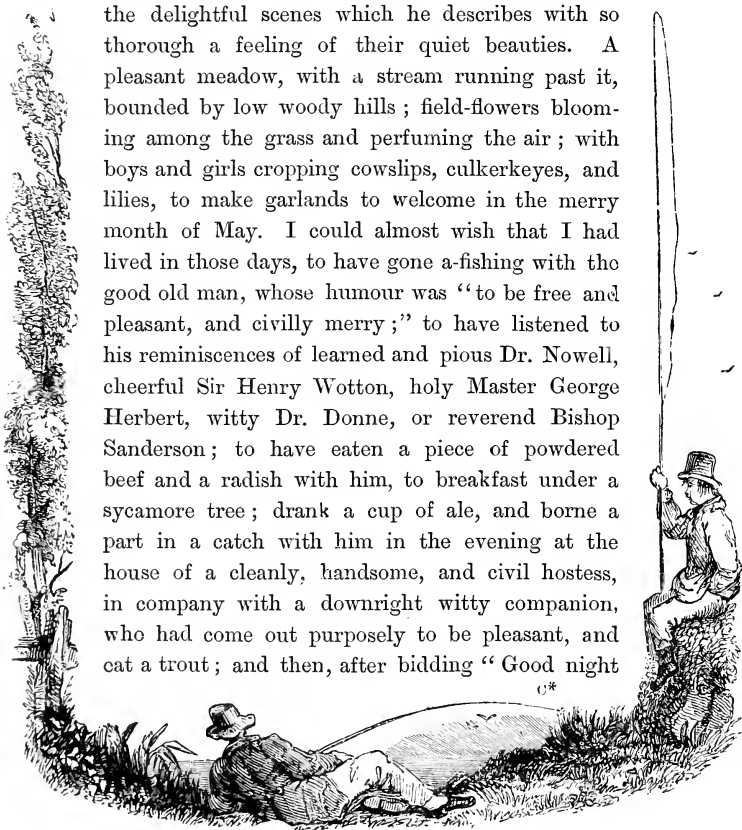 the delightful scenes which he describes with so
thorough a feeling of their quiet beauties. A
pleasant meadow, with a stream running past it,
bounded by low woody hills ; field-flowers bloom-
ing among the grass and perfuming the air ; with
boys and girls cropping cowslips, culkerkeyes, and
lilies, to make garlands to welcome in the merry
month of May. I could almost wish that I had
lived in those days, to have gone a-fishing with the
good old man, whose humour was “to be free and
pleasant, and civilly merry ;” to have listened to
his reminiscences of learned and pious Dr. Nowell,
cheerful Sir Henry Wotton, holy Master George
Herbert, witty Dr. Donne, or reverend Bishop
Sanderson ; to have eaten a piece of powdered
beef and a radish with him, to breakfast under a
sycamore tree ; drank a cup of ale, and borne a
part in a catch with him in the evening at the
house of a cleanly, handsome, and civil hostess,
in company with a downright witty companion,
who had come out purposely to be pleasant, and
eat a trout ; and then, after bidding “ Good night
C*